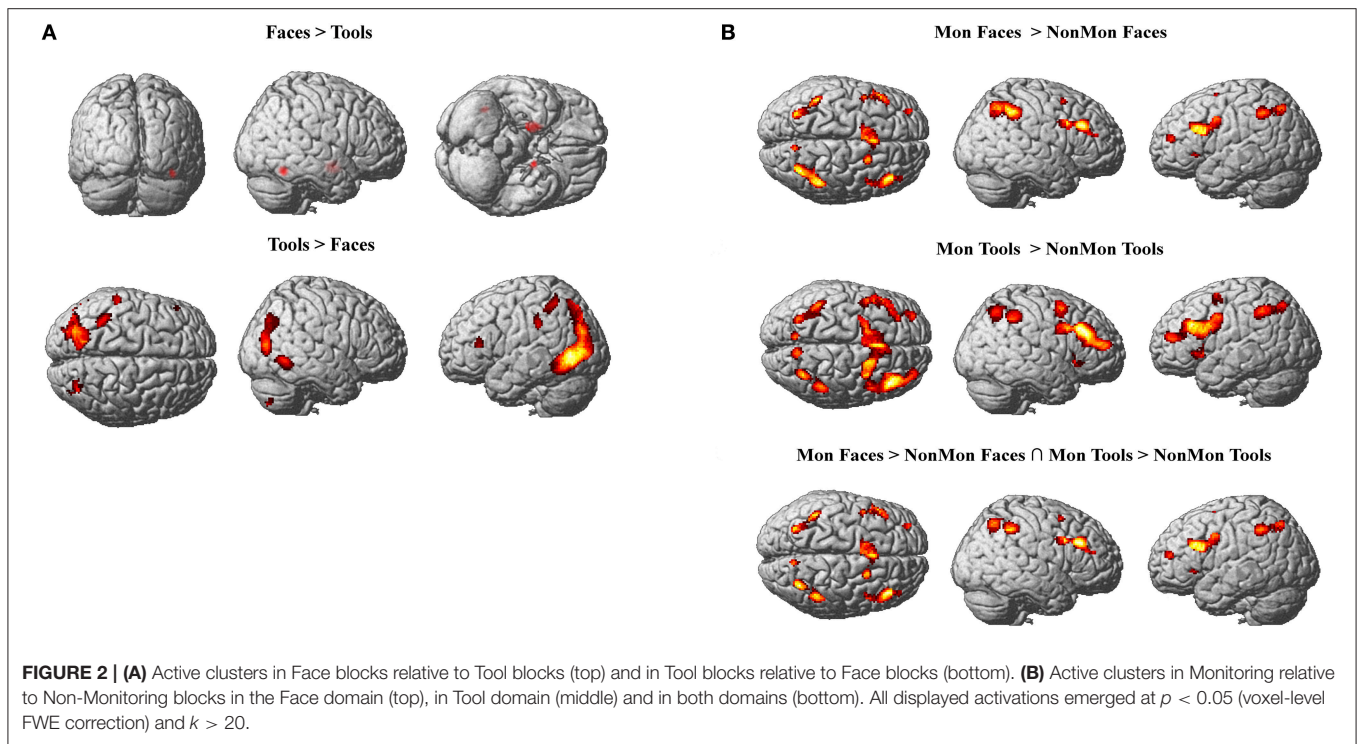 A
Faces > Tools
Tools > Faces
B
Mon Faces > NonMon Faces
Mon Tools > NonMon Tools
Mon Faces > NonMon Faces ∩ Mon Tools > NonMon Tools
FIGURE 2 | (A) Active clusters in Face blocks relative to Tool blocks (top) and in Tool blocks relative to Face blocks (bottom). (B) Active clusters in Monitoring relative
to Non-Monitoring blocks in the Face domain (top), in Tool domain (middle) and in both domains (bottom). All displayed activations emerged at p < 0.05 (voxel-level
FWE correction) and k > 20.